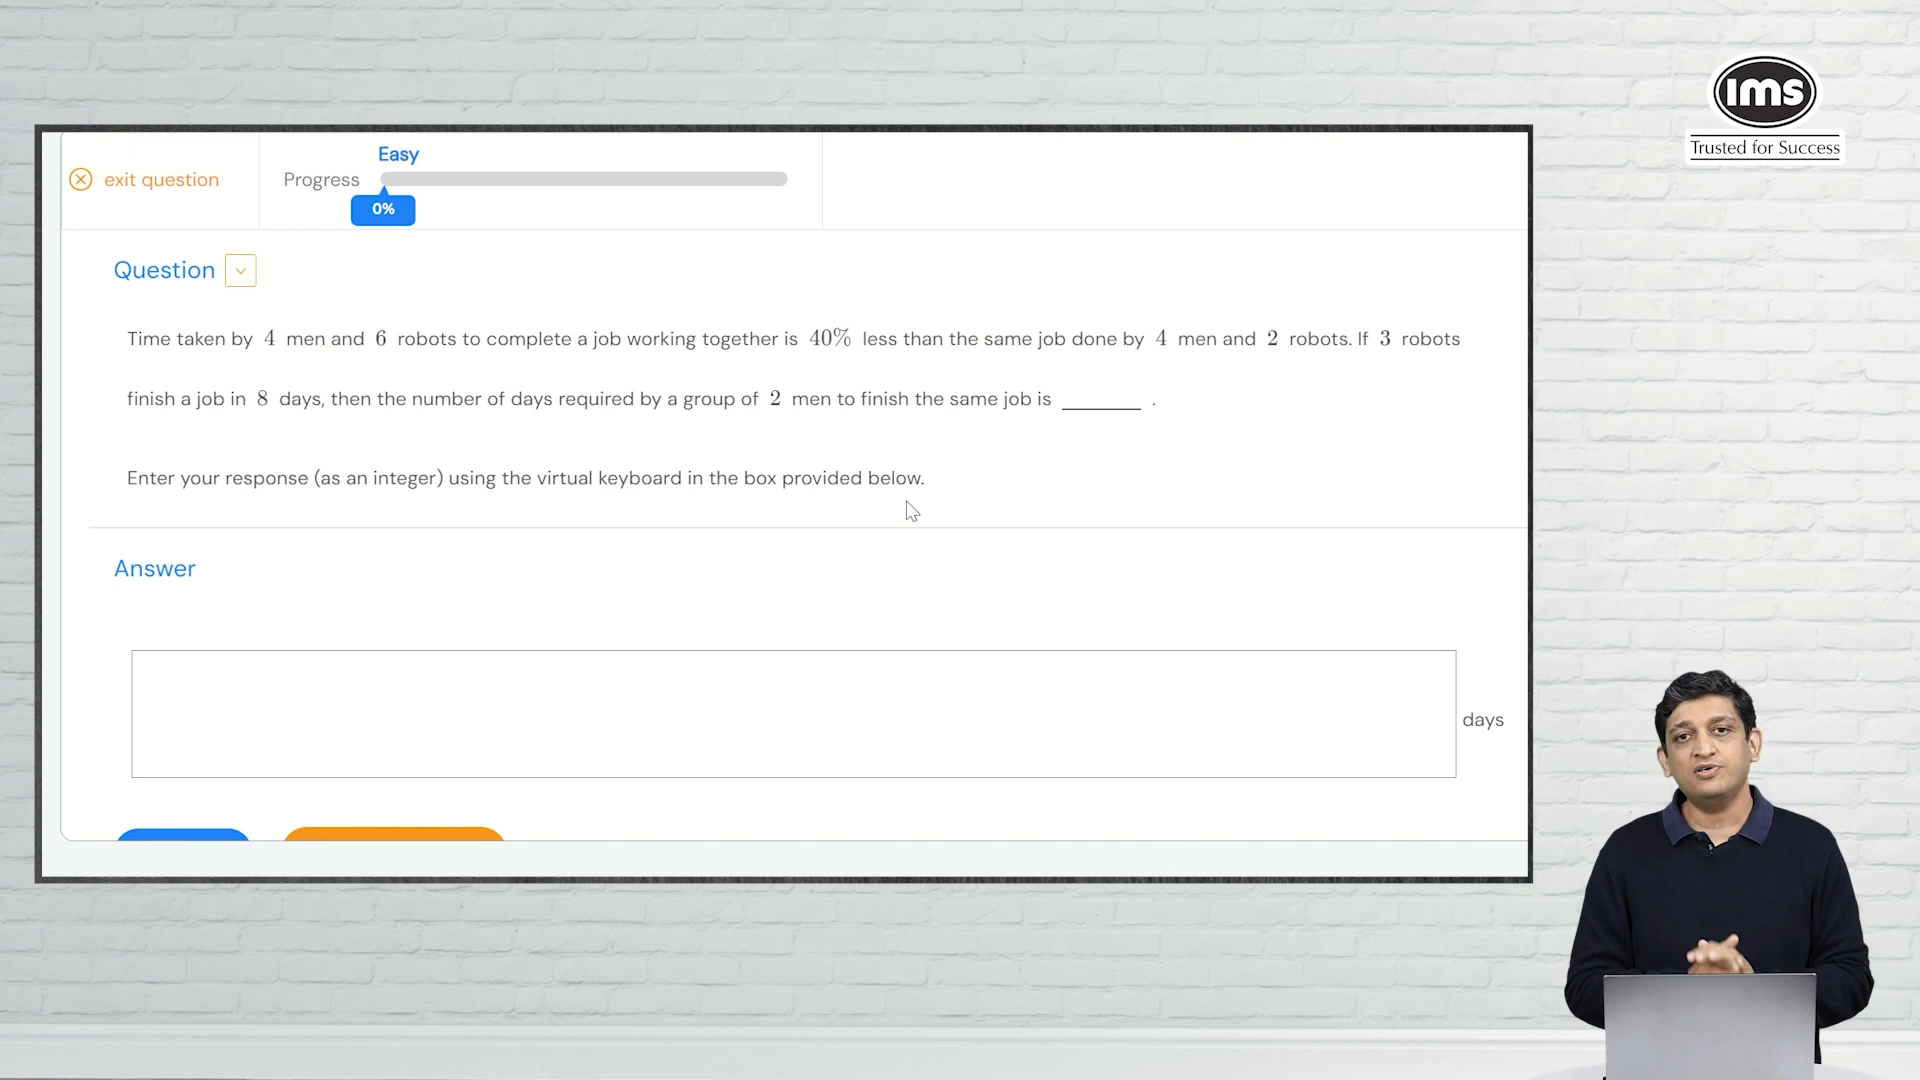 ims
Trusted for Success
Easy
exit question
Progress
0%
Question
Time taken by 4 men and 6 robots to complete a job working together is 40% less than the same job done by 4 men and 2 robots. If 3 robots
finish a job in 8 days, then the number of days required by a group of 2 men to finish the same job is ________ .
Enter your response (as an integer) using the virtual keyboard in the box provided below.
Answer
days